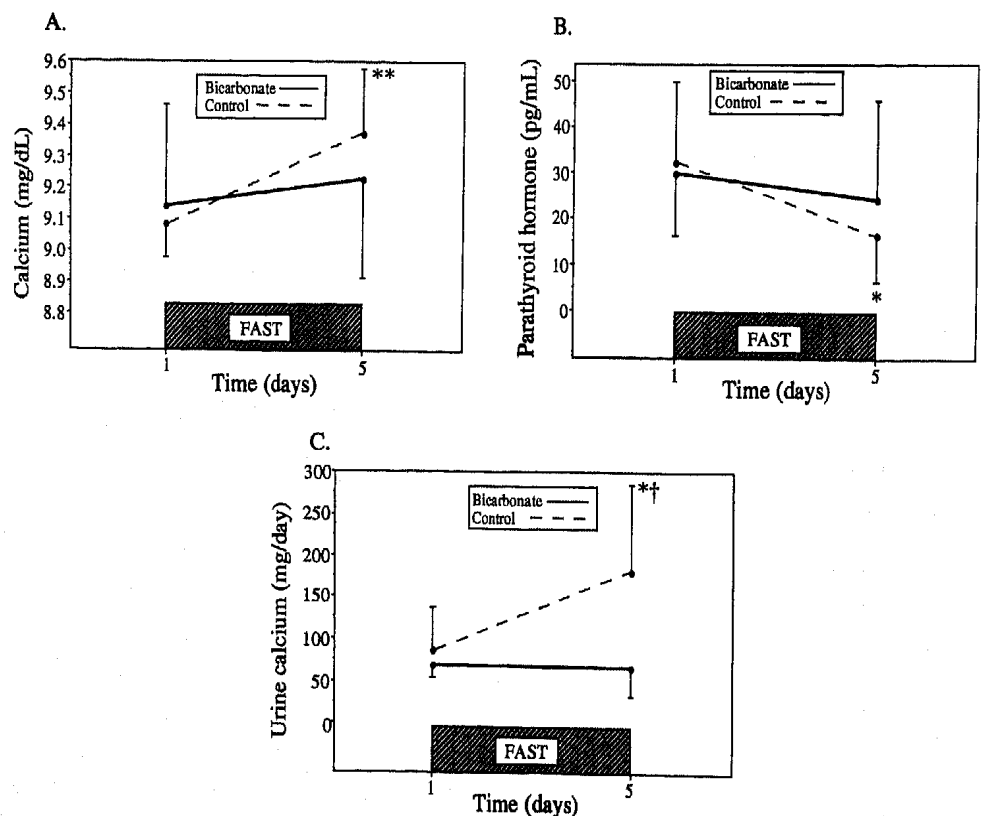 A.
Calcium (mg/dL)
9.6
9.5
9.4
9.3
9.2
9.1
9.0
8.9
8.8
Bicarbonate
Control
**
FAST
1
5
Time (days)
B.
Parathyroid hormone (pg/mL)
50
40
30
20
10
0
Bicarbonate
Control
*
FAST
1
5
Time (days)
C.
Urine calcium (mg/day)
300
250
200
150
100
50
0
Bicarbonate
Control
*†
FAST
1
5
Time (days)